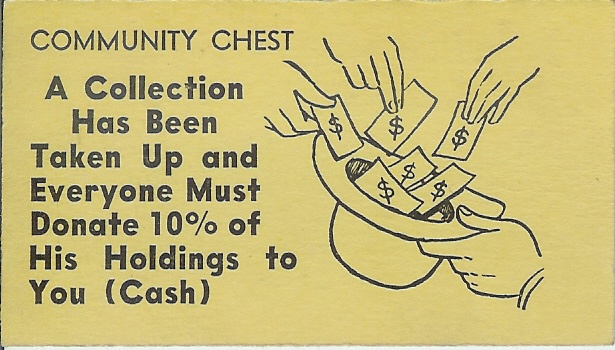 COMMUNITY CHEST
A Collection
Has Been
Taken Up and
Everyone Must
Donate 10% of
His Holdings to
You (Cash)
$
$
$
$
$
$